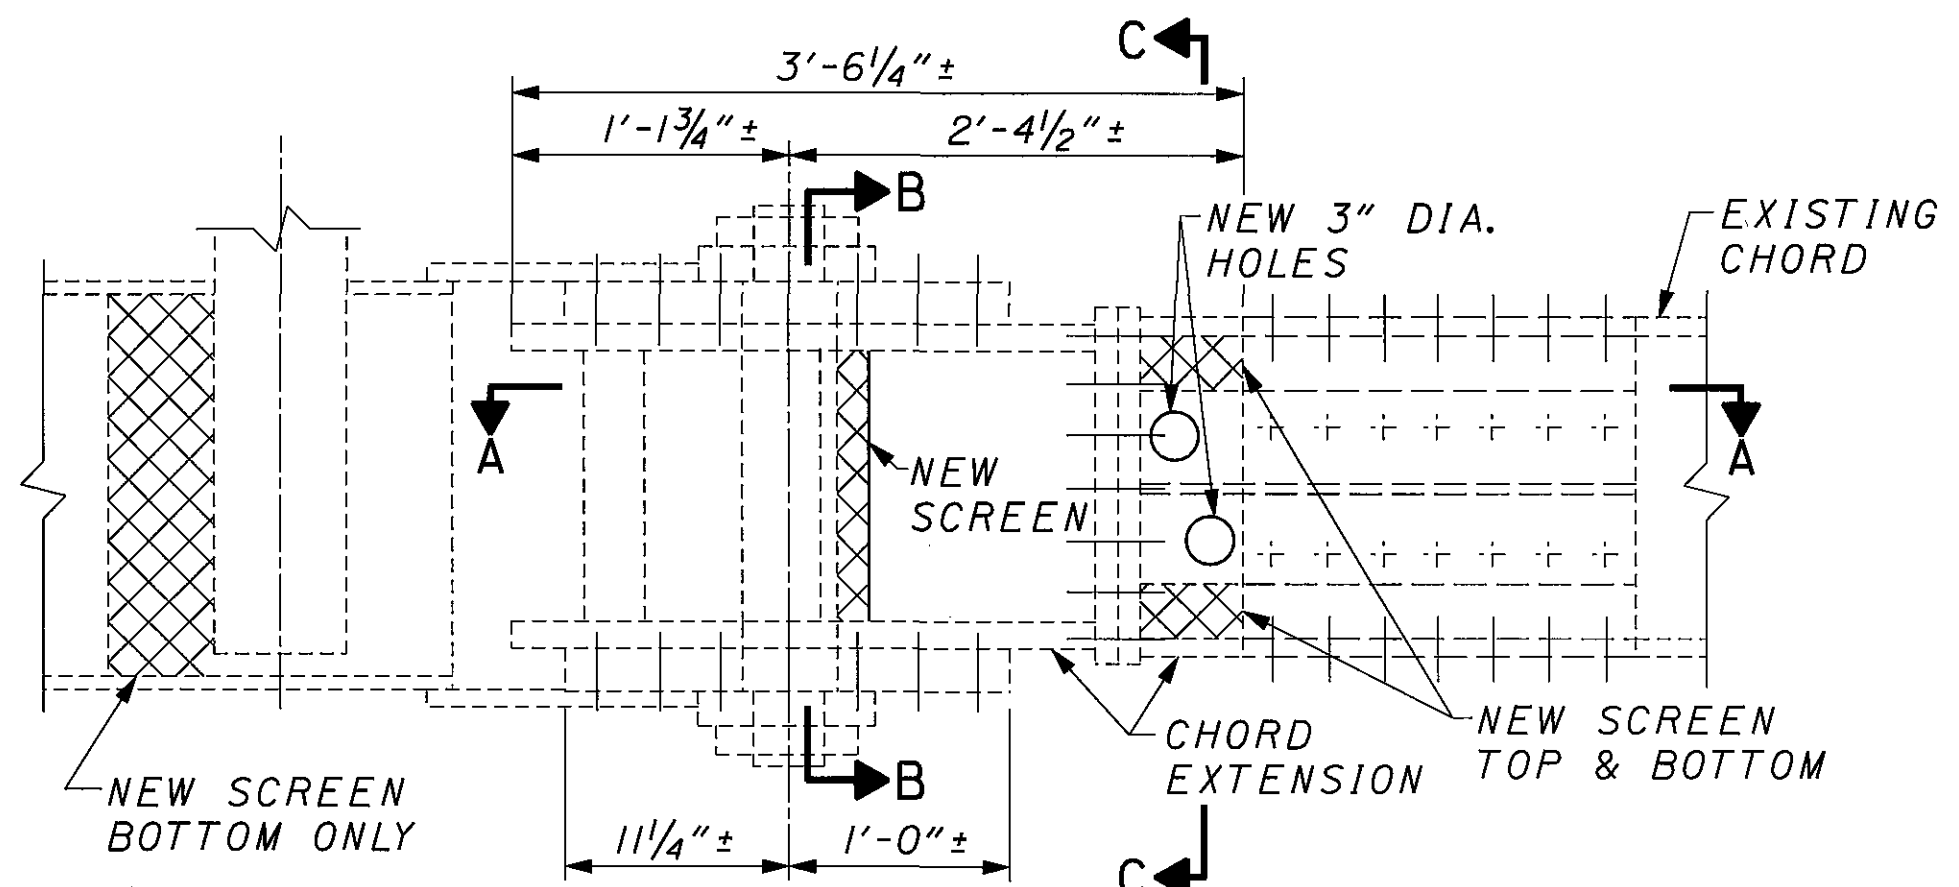 C
3'-6 1/4" ±
1'-1 3/4" ±
2'-4 1/2" ±
B
NEW 3" DIA.
HOLES
EXISTING
CHORD
A
A
NEW
SCREEN
CHORD
EXTENSION
NEW SCREEN
TOP & BOTTOM
NEW SCREEN
BOTTOM ONLY
B
11 1/4" ±
1'-0" ±
C